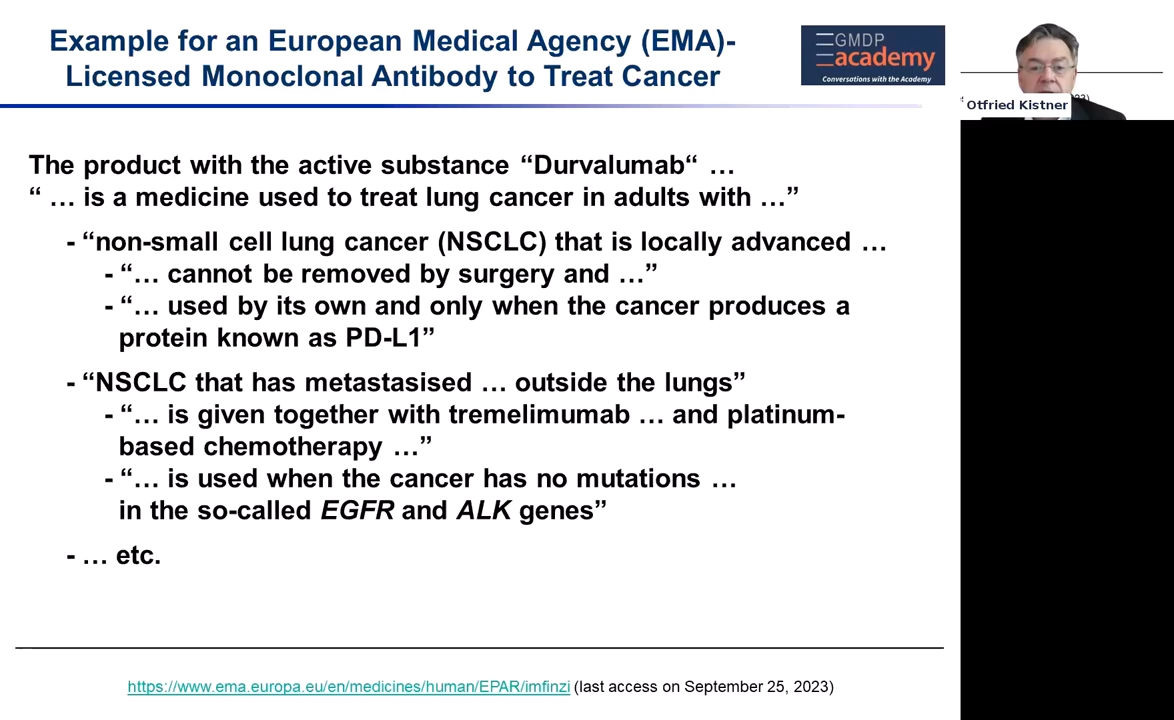 Example for an European Medical Agency (EMA)-
Licensed Monoclonal Antibody to Treat Cancer
GMDP
academy
Conversations with the Academy
Otfried Kistner
The product with the active substance “Durvalumab“ …
“ … is a medicine used to treat lung cancer in adults with …”
- “non-small cell lung cancer (NSCLC) that is locally advanced …
- “… cannot be removed by surgery and …”
- “… used by its own and only when the cancer produces a
protein known as PD-L1”
- “NSCLC that has metastasised … outside the lungs”
- “… is given together with tremelimumab … and platinum-
based chemotherapy …”
- “… is used when the cancer has no mutations …
in the so-called EGFR and ALK genes”
- … etc.
https://www.ema.europa.eu/en/medicines/human/EPAR/imfinzi (last access on September 25, 2023)